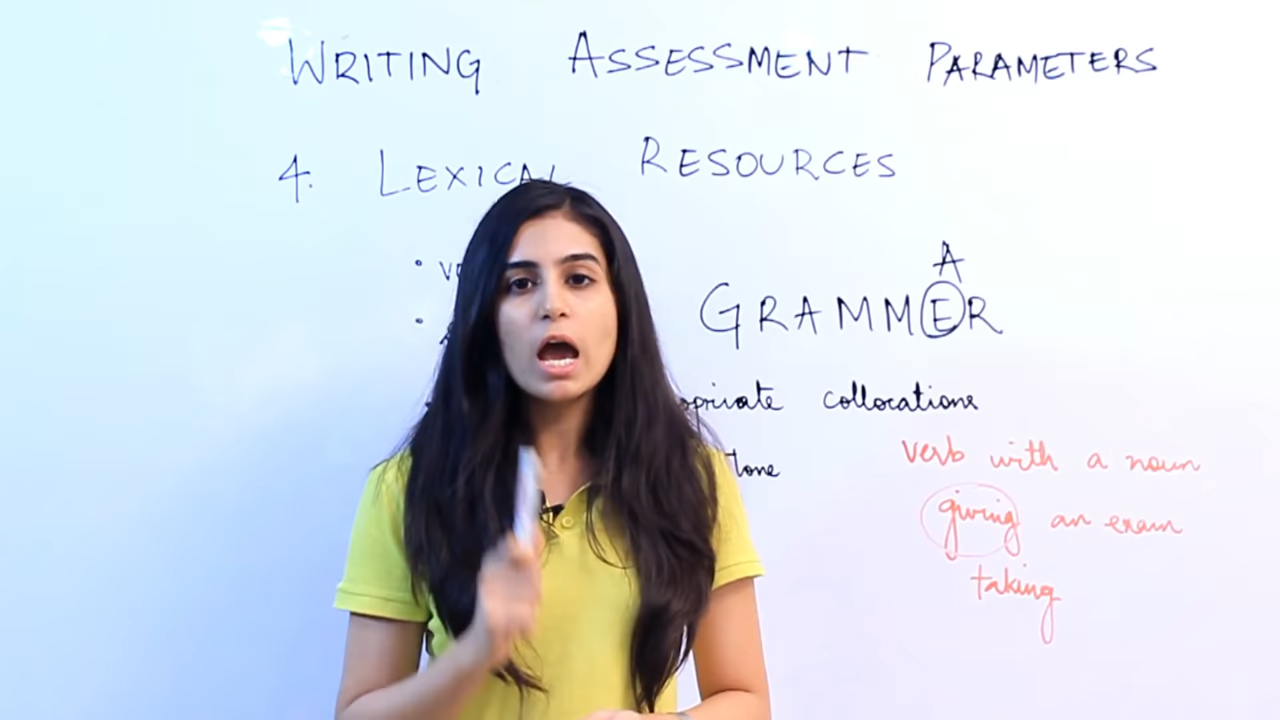 WRITING ASSESSMENT PARAMETERS
4. LEXICAL RESOURCES
A
GRAMMER
collocations
tone
verb with a noun
giving an exam
taking